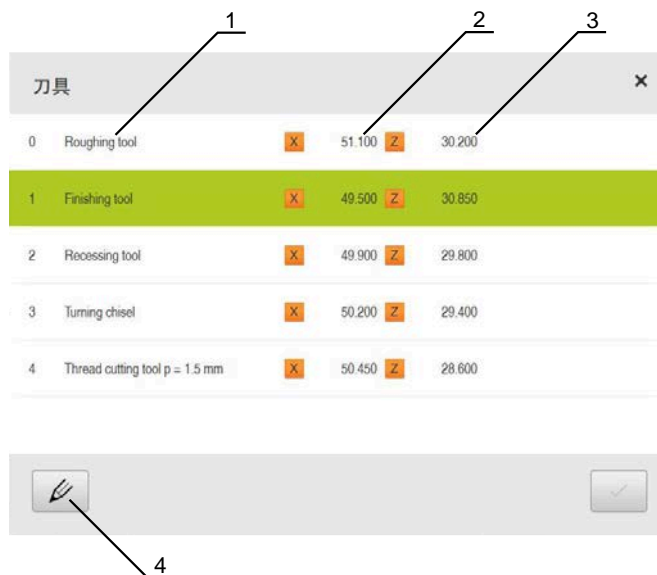 1 2 3
刀具 ×
0 Roughing tool X 51.100 Z 30.200
1 Finishing tool X 49.500 Z 30.850
2 Recessing tool X 49.900 Z 29.800
3 Turning chisel X 50.200 Z 29.400
4 Thread cutting tool p = 1.5 mm X 50.450 Z 28.600
4